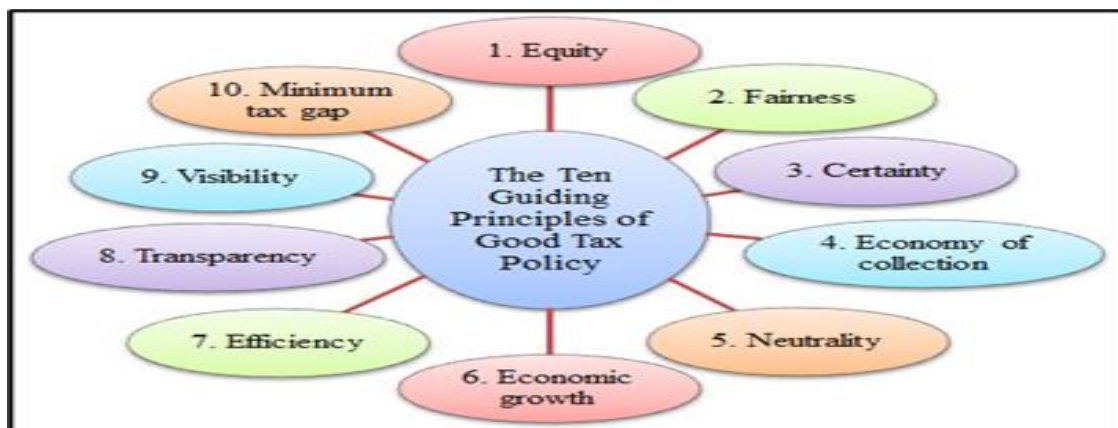 The Ten
Guiding
Principles of
Good Tax
Policy
1. Equity
2. Fairness
3. Certainty
4. Economy of
collection
5. Neutrality
6. Economic
growth
7. Efficiency
8. Transparency
9. Visibility
10. Minimum
tax gap